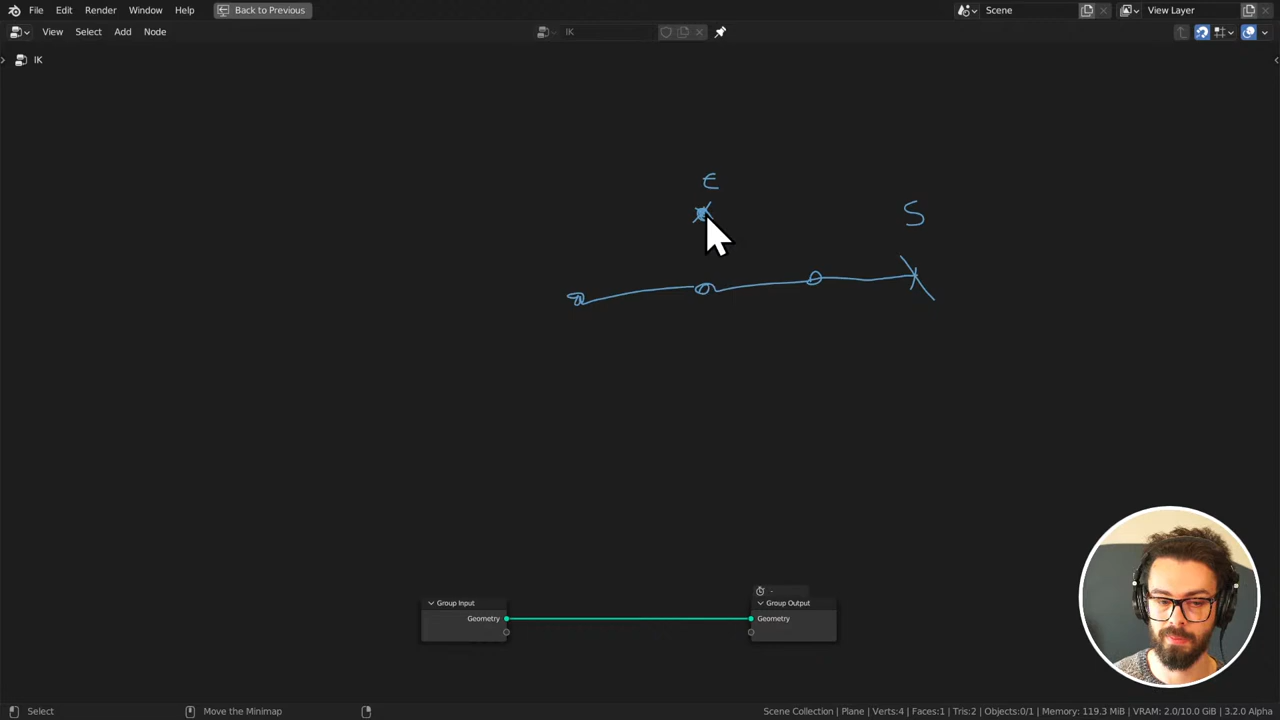 File Edit Render Window Help Back to Previous Scene View Layer
View Select Add Node IK
IK
E
S
Group Input
Geometry
-
Group Output
Geometry
Select Move the Minimap Scene Collection | Plane | Verts:4 | Faces:1 | Tris:2 | Objects:0/1 | Memory: 119.3 MiB | VRAM: 2.0/10.0 GiB | 3.2.0 Alpha